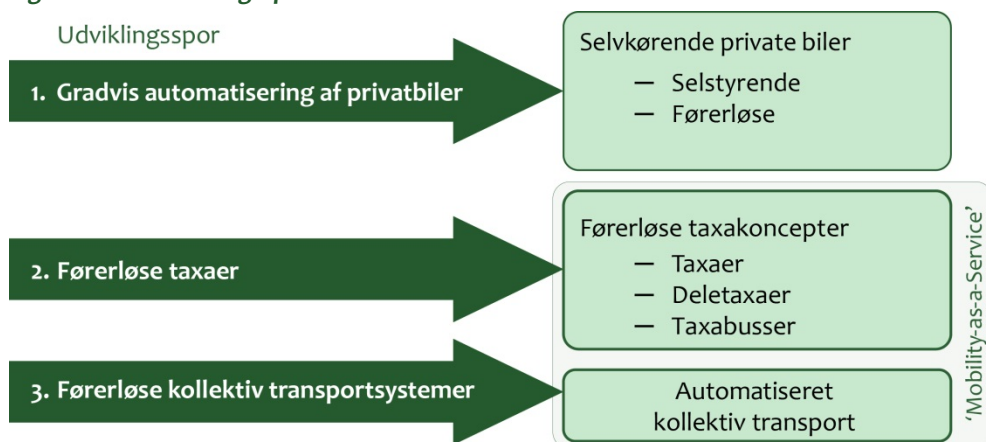 Udviklingsspor
1. Gradvis automatisering af privatbiler
Selvkørende private biler
— Selstyrende
— Førerløse
2. Førerløse taxaer
Førerløse taxakoncepter
— Taxaer
— Deletaxaer
— Taxabusser
3. Førerløse kollektiv transportsystemer
Automatiseret
kollektiv transport
'Mobility-as-a-Service'